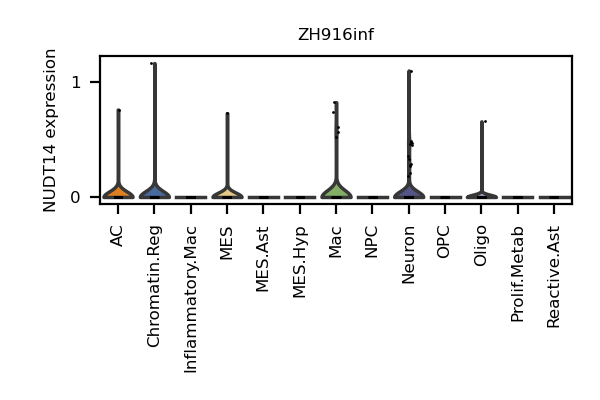 ZH916inf
NUDT14 expression
1
0
AC
Chromatin.Reg
Inflammatory.Mac
MES
MES.Ast
MES.Hyp
Mac
NPC
Neuron
OPC
Oligo
Prolif.Metab
Reactive.Ast